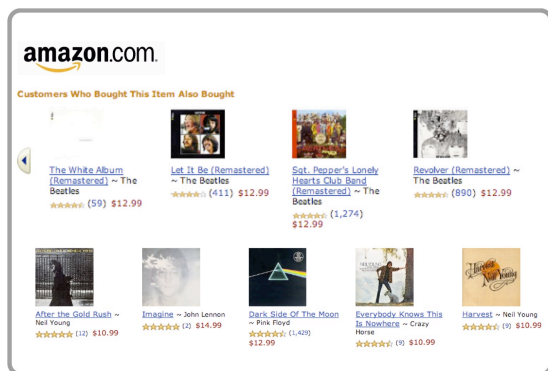 amazon.com.
Customers Who Bought This Item Also Bought
The White Album
(Remastered) ~ The
Beatles
(59) $12.99
Let It Be (Remastered)
~ The Beatles
(411) $12.99
Sgt. Pepper's Lonely
Hearts Club Band
(Remastered) ~ The
Beatles
(1,274)
$12.99
Revolver (Remastered) ~
The Beatles
(890) $12.99
After the Gold Rush ~
Neil Young
(12) $10.99
Imagine ~ John Lennon
(2) $14.99
Dark Side Of The Moon
~ Pink Floyd
(1,429)
$12.99
Everybody Knows This
Is Nowhere ~ Crazy
Horse
(9) $10.99
Harvest ~ Neil Young
(9) $10.99
Harvest
Neil Young